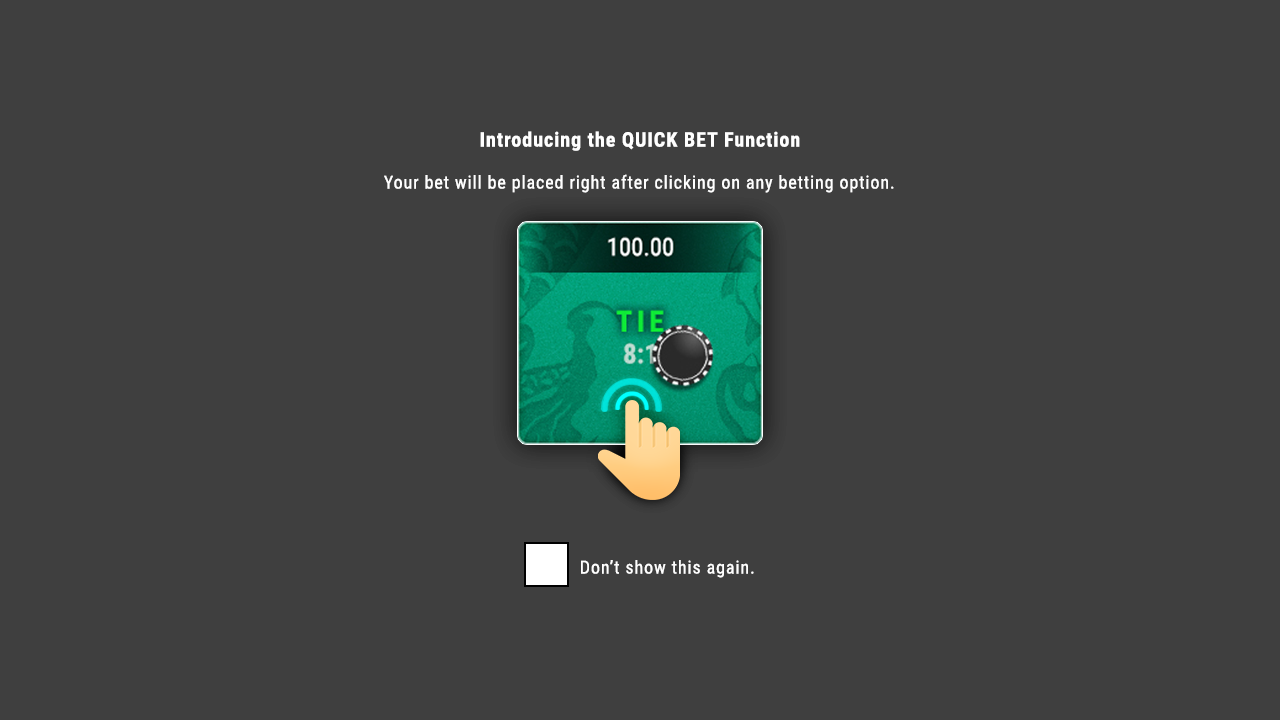 Introducing the QUICK BET Function
Your bet will be placed right after clicking on any betting option.
100.00
TIE
8:1
Don't show this again.